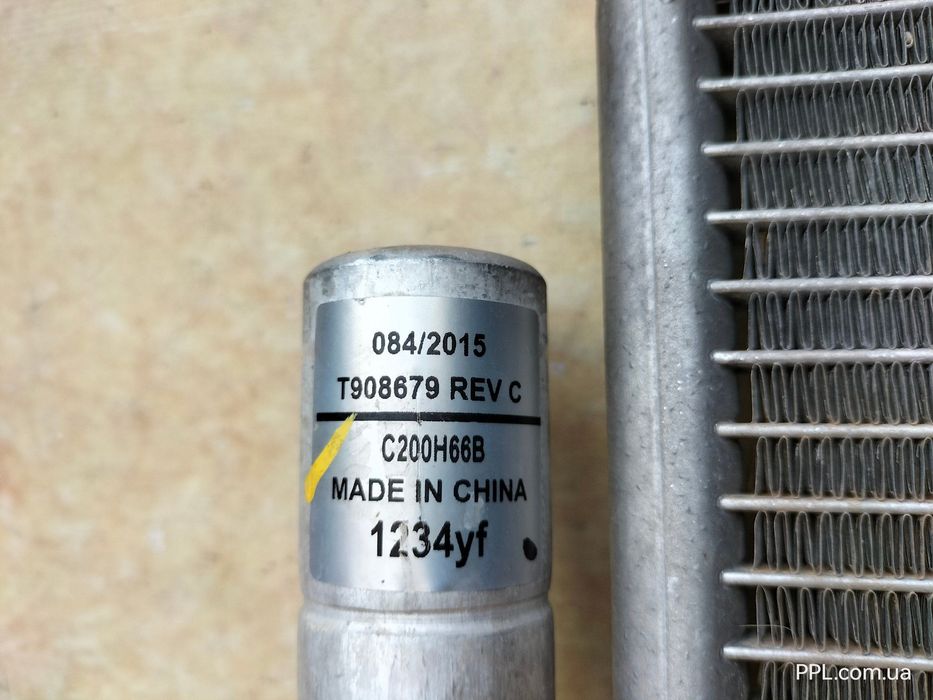 084/2015
T908679 REV C
C200H66B
MADE IN CHINA
1234yf
PPL.com.ua